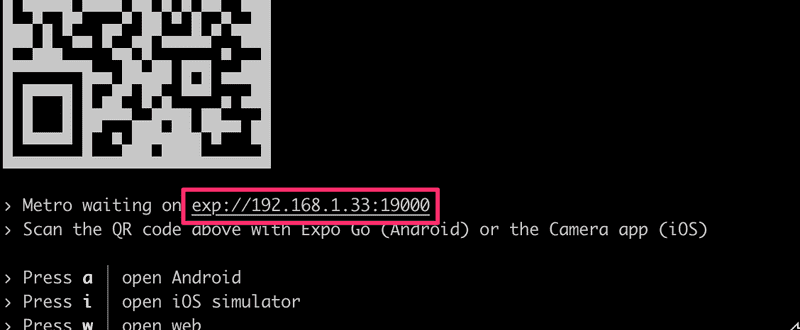 › Metro waiting on exp://192.168.1.33:19000
› Scan the QR code above with Expo Go (Android) or the Camera app (iOS)
› Press a │ open Android
› Press i │ open iOS simulator
› Press w │ open web